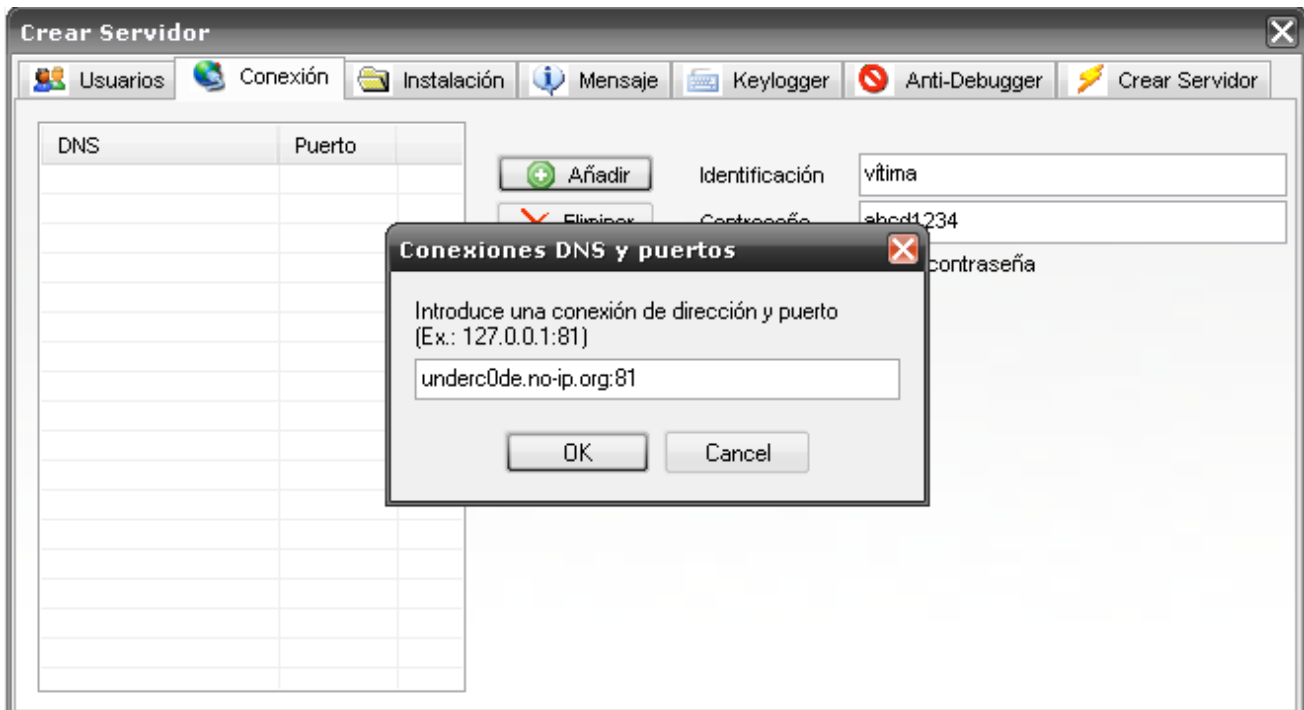 Crear Servidor
Usuarios Conexión Instalación Mensaje Keylogger Anti-Debugger Crear Servidor
DNS Puerto
Añadir Identificación vítima
Eliminar Contraseña abcd1234
contraseña
Conexiones DNS y puertos
Introduce una conexión de dirección y puerto
(Ex.: 127.0.0.1:81)
underc0de.no-ip.org:81
OK Cancel